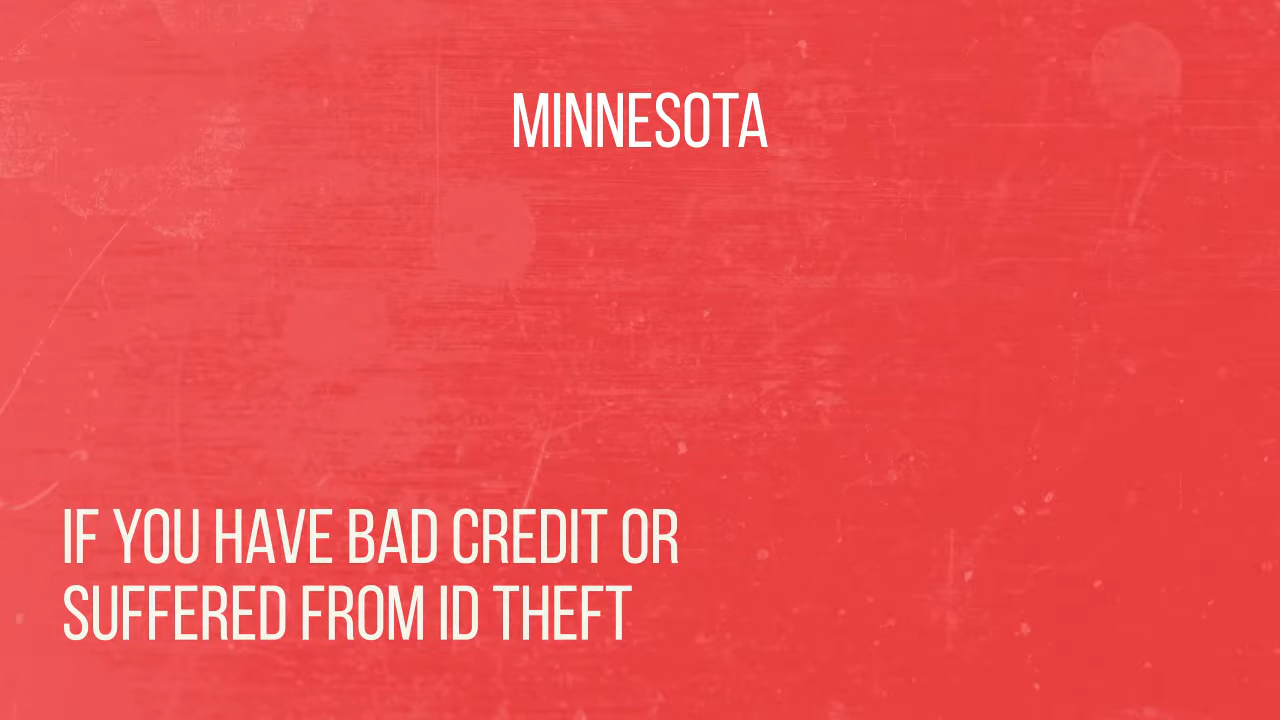 MINNESOTA
IF YOU HAVE BAD CREDIT OR
SUFFERED FROM ID THEFT